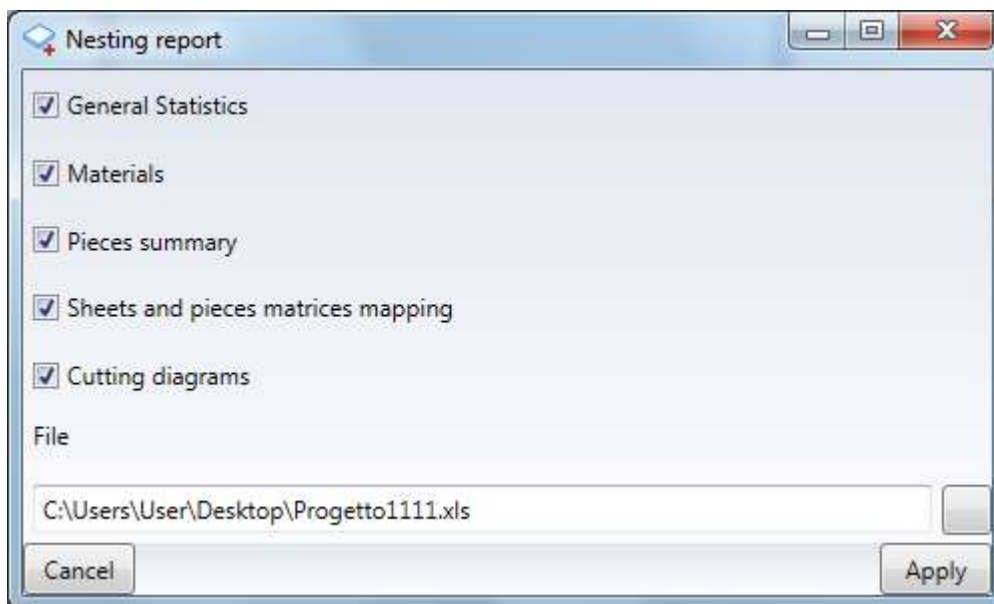 Nesting report
General Statistics
Materials
Pieces summary
Sheets and pieces matrices mapping
Cutting diagrams
File
C:\Users\User\Desktop\Progetto1111.xls
Cancel
Apply